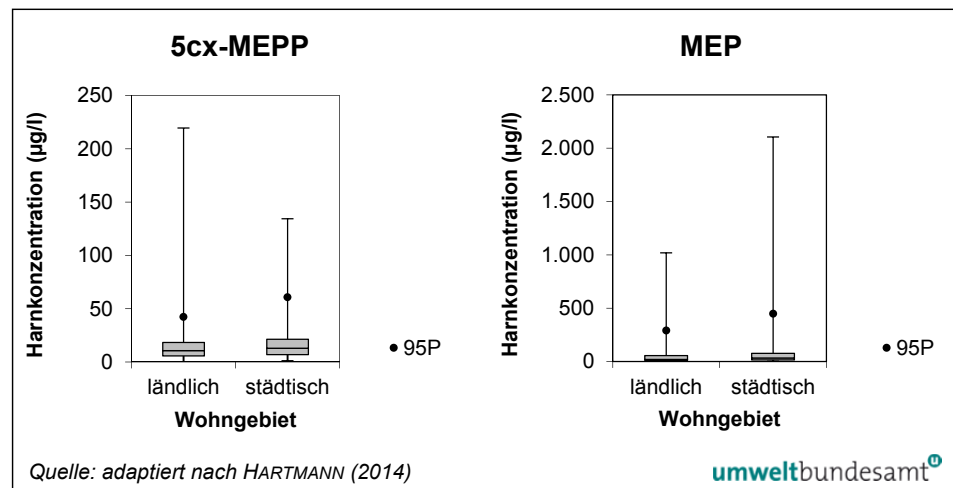 5cx-MEPP
Harnkonzentration (µg/l)
250
200
150
100
50
0
ländlich
städtisch
Wohngebiet
● 95P
MEP
Harnkonzentration (µg/l)
2.500
2.000
1.500
1.000
500
0
ländlich
städtisch
Wohngebiet
● 95P
Quelle: adaptiert nach HARTMANN (2014)
umweltbundesamt u